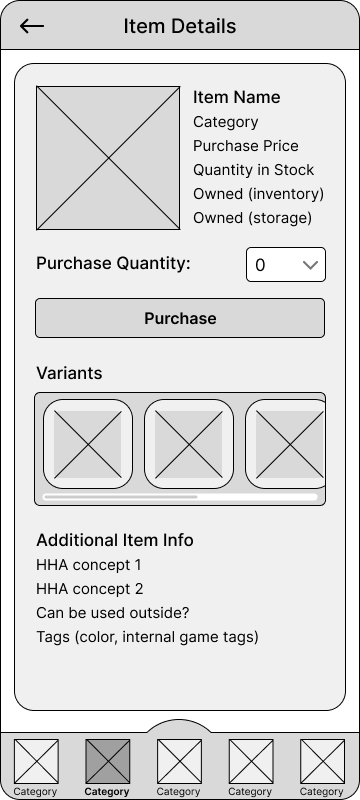 Item Details
Item Name
Category
Purchase Price
Quantity in Stock
Owned (inventory)
Owned (storage)
Purchase Quantity:
0
Purchase
Variants
Additional Item Info
HHA concept 1
HHA concept 2
Can be used outside?
Tags (color, internal game tags)
Category
Category
Category
Category
Category